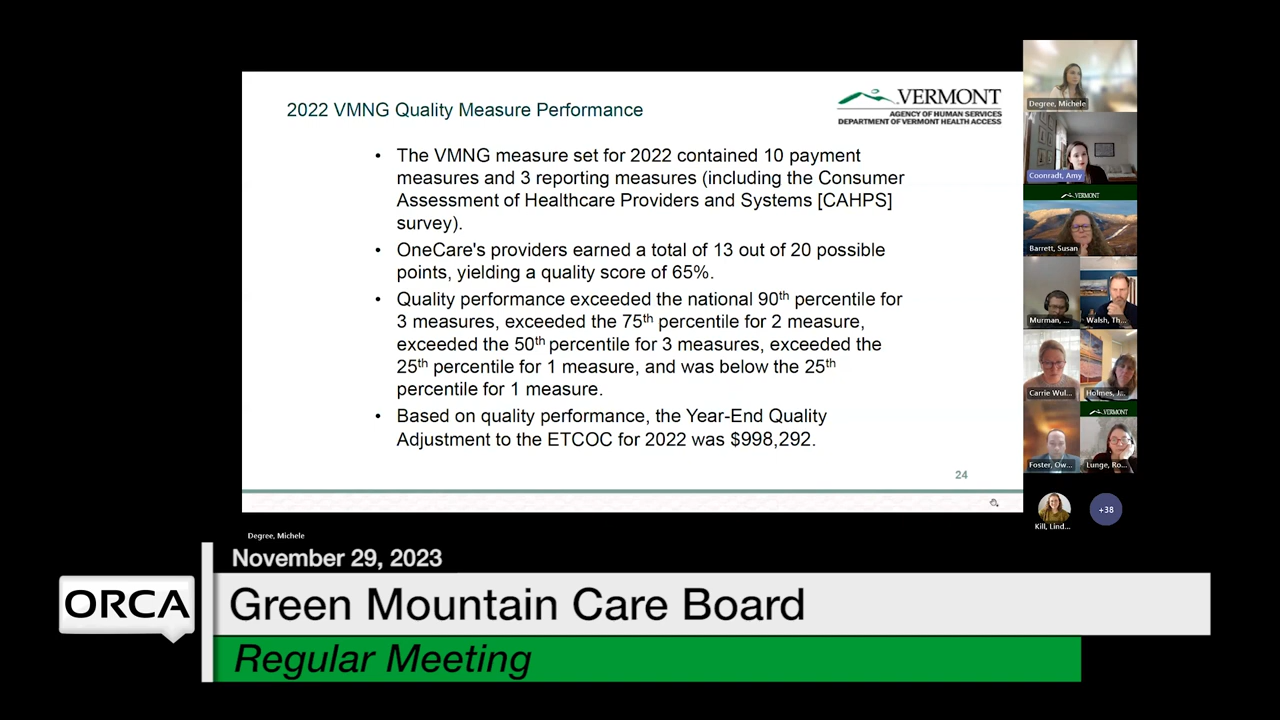 2022 VMNG Quality Measure Performance
VERMONT
AGENCY OF HUMAN SERVICES
DEPARTMENT OF VERMONT HEALTH ACCESS
• The VMNG measure set for 2022 contained 10 payment
measures and 3 reporting measures (including the Consumer
Assessment of Healthcare Providers and Systems [CAHPS]
survey).
• OneCare's providers earned a total of 13 out of 20 possible
points, yielding a quality score of 65%.
• Quality performance exceeded the national 90th percentile for
3 measures, exceeded the 75th percentile for 2 measure,
exceeded the 50th percentile for 3 measures, exceeded the
25th percentile for 1 measure, and was below the 25th
percentile for 1 measure.
• Based on quality performance, the Year-End Quality
Adjustment to the ETCOC for 2022 was $998,292.
24
Degree, Michele
Coonradt, Amy
VERMONT
Barrett, Susan
Murman, ...
Walsh, Th...
Carrie Wul...
Holmes, J...
VERMONT
Foster, Ow...
Lunge, Ro...
Kill, Lind...
+38
Degree, Michele
November 29, 2023
ORCA
Green Mountain Care Board
Regular Meeting